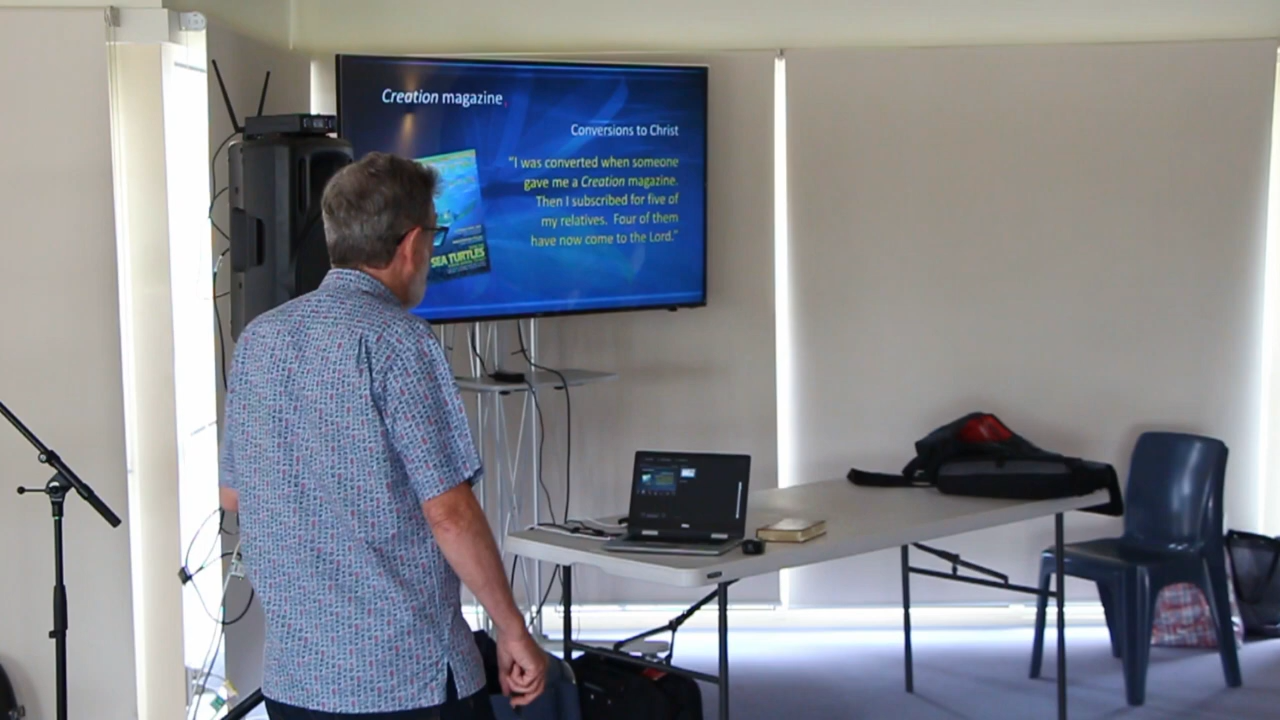 Creation magazine
Conversions to Christ
“I was converted when someone
gave me a Creation magazine.
Then I subscribed for five of
my relatives. Four of them
have now come to the Lord.”
SEA TURTLES